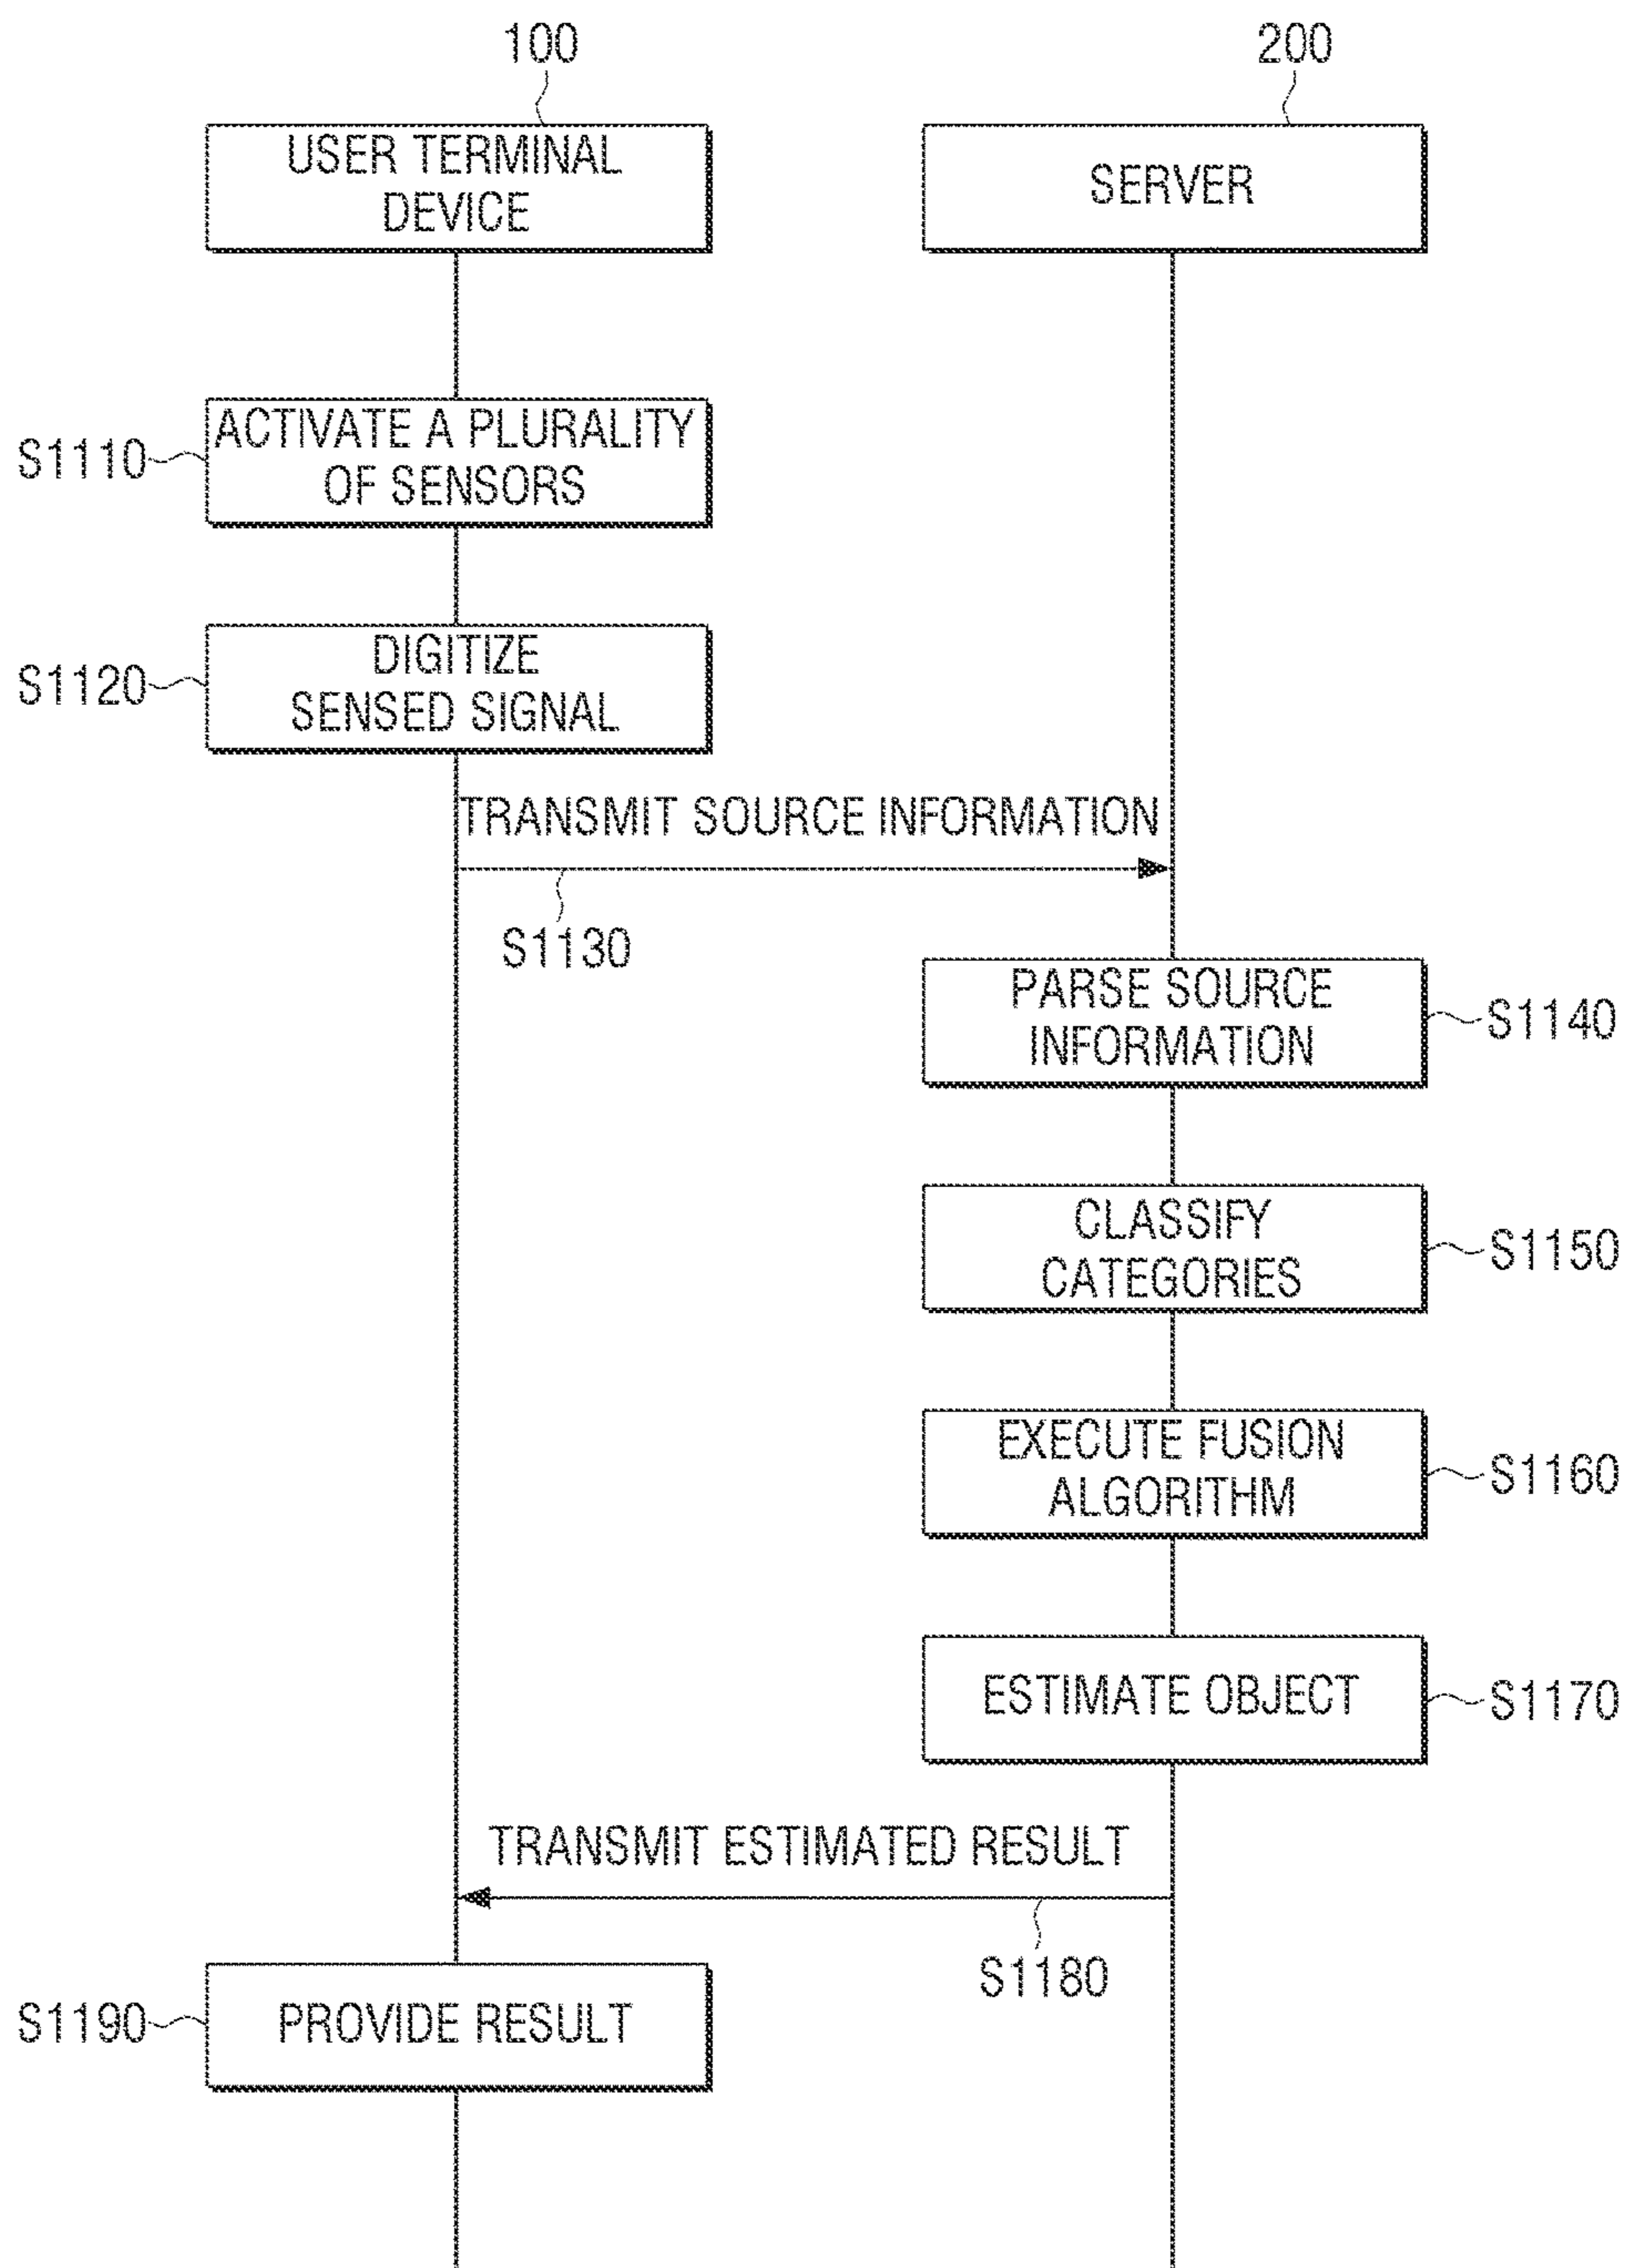 100
200
USER TERMINAL
DEVICE
SERVER
S1110
ACTIVATE A PLURALITY
OF SENSORS
S1120
DIGITIZE
SENSED SIGNAL
TRANSMIT SOURCE INFORMATION
S1130
PARSE SOURCE
INFORMATION
S1140
CLASSIFY
CATEGORIES
S1150
EXECUTE FUSION
ALGORITHM
S1160
ESTIMATE OBJECT
S1170
TRANSMIT ESTIMATED RESULT
S1180
S1190
PROVIDE RESULT